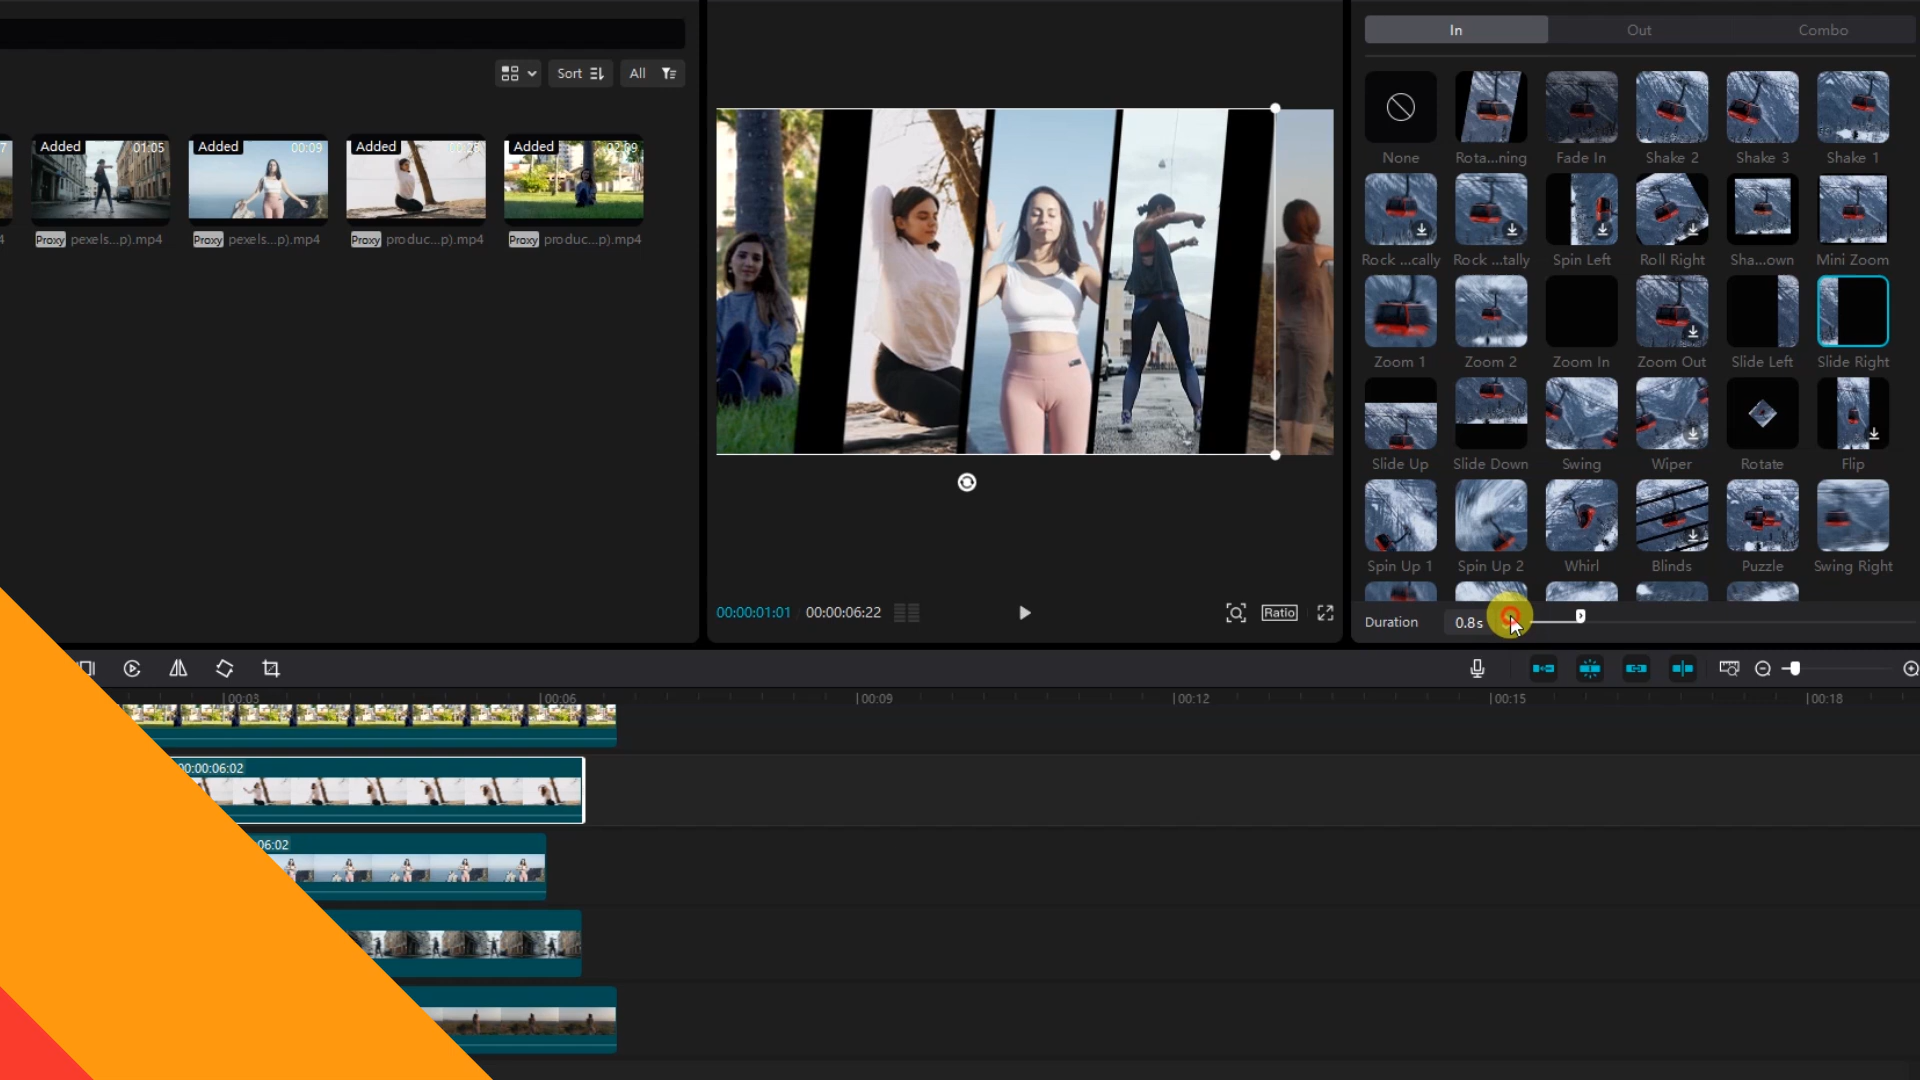 In Out Combo
Sort All
None Rota...ning Fade In Shake 2 Shake 3 Shake 1
Added 01:05 Added 00:09 Added Added 02:09
Proxy pexels...p).mp4 Proxy pexels...p).mp4 Proxy produc...p).mp4 Proxy produc...p).mp4
Rock ...cally Rock ...tally Spin Left Roll Right Sha...own Mini Zoom
Zoom 1 Zoom 2 Zoom In Zoom Out Slide Left Slide Right
Slide Up Slide Down Swing Wiper Rotate Flip
Spin Up 1 Spin Up 2 Whirl Blinds Puzzle Swing Right
00:00:01:01 00:00:06:22 Ratio
Duration 0.8s
00:03 00:06 00:09 00:12 00:15 00:18
00:00:06:02
06:02